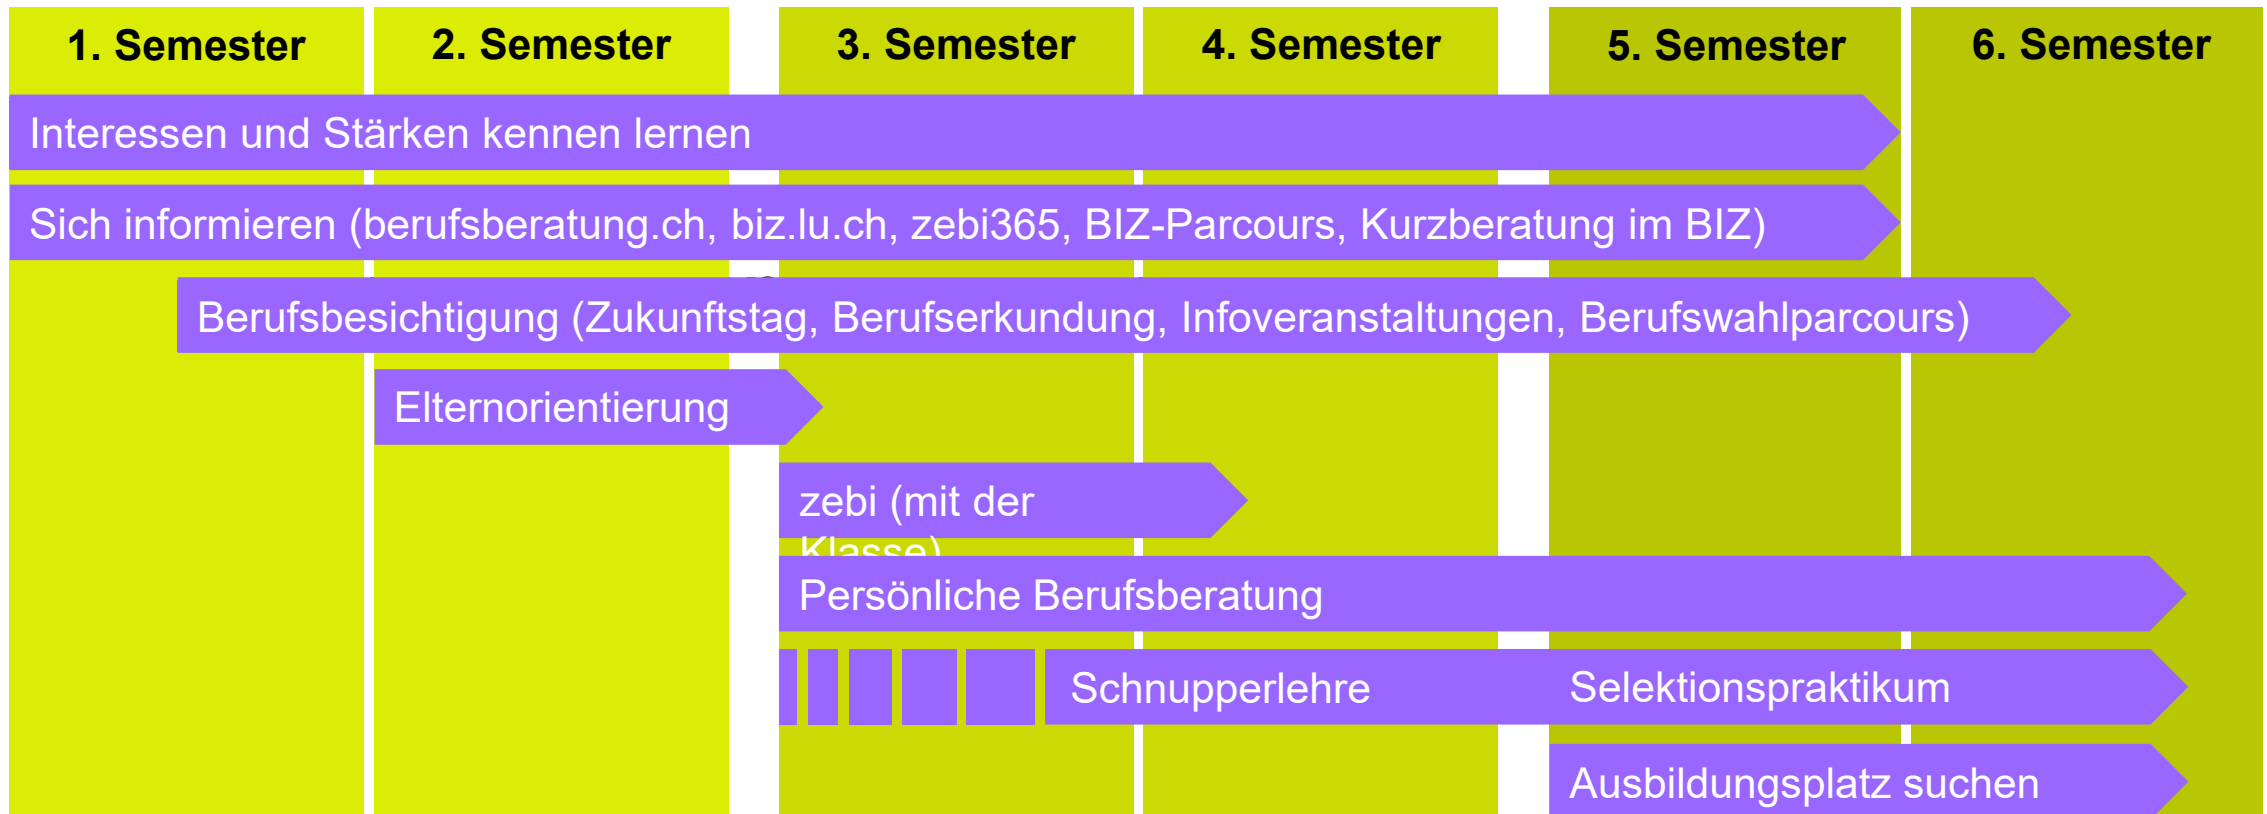 1. Semester 2. Semester 3. Semester 4. Semester 5. Semester 6. Semester
Interessen und Stärken kennen lernen
Sich informieren (berufsberatung.ch, biz.lu.ch, zebi365, BIZ-Parcours, Kurzberatung im BIZ)
Berufsbesichtigung (Zukunftstag, Berufserkundung, Infoveranstaltungen, Berufswahlparcours)
Elternorientierung
zebi (mit der
Klasse)
Persönliche Berufsberatung
Schnupperlehre Selektionspraktikum
Ausbildungsplatz suchen